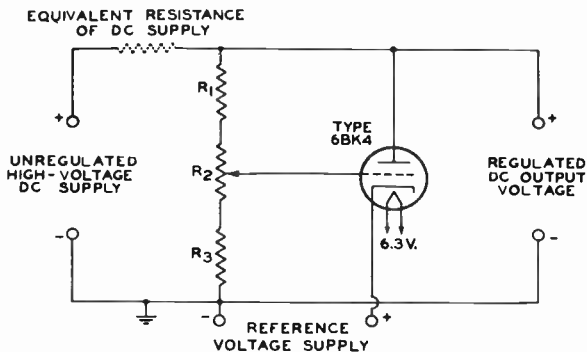 EQUIVALENT RESISTANCE
OF DC SUPPLY
R1
TYPE
6BK4
+
+
UNREGULATED
HIGH-VOLTAGE
DC SUPPLY
R2
REGULATED
DC OUTPUT
VOLTAGE
-
R3
6.3 V.
-
-
REFERENCE
VOLTAGE SUPPLY
+